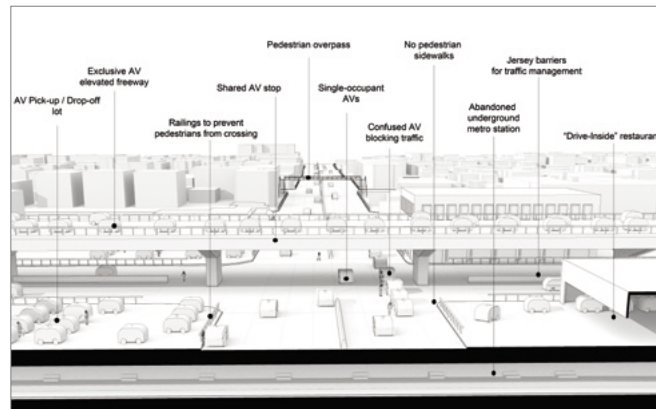 Pedestrian overpass
No pedestrian
sidewalks
Jersey barriers
for traffic management
Exclusive AV
elevated freeway
Shared AV stop
Single-occupant
AVs
AV Pick-up / Drop-off
lot
Railings to prevent
pedestrians from crossing
Confused AV
blocking traffic
Abandoned
underground
metro station
"Drive-Inside" restaurant